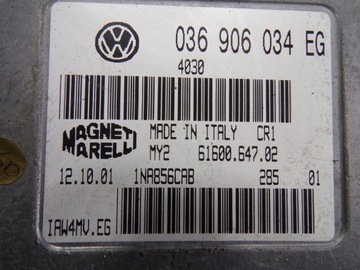 036 906 034 EG
4030
MAGNETI MARELLI
MADE IN ITALY CR1
MY2 61600.647.02
12.10.01 1NA856CAB 285 01
IAW4MV.EG